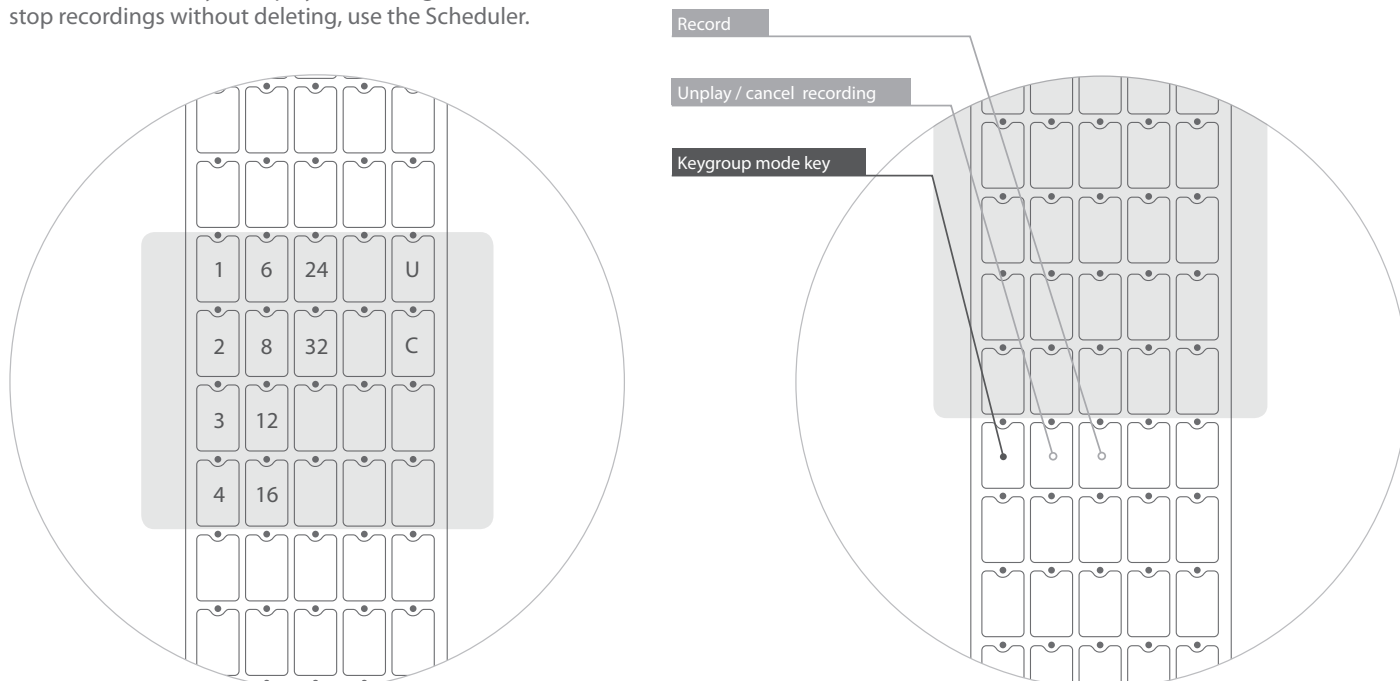 stop recordings without deleting, use the Scheduler.
Record
Unplay / cancel recording
Keygroup mode key
1 6 24 U
2 8 32 C
3 12
4 16